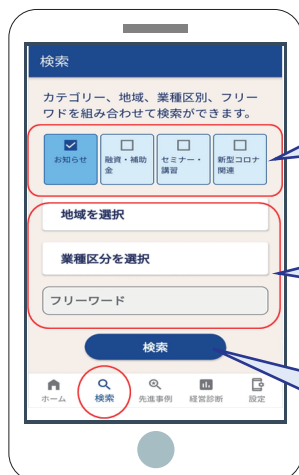 検索
カテゴリー、地域、業種区別、フリー
ワドを組み合わせて検索ができます。
お知らせ
融資・補助
金
セミナー・
講習
新型コロナ
関連
地域を選択
業種区分を選択
フリーワード
検索
ホーム
検索
先進事例
経営診断
設定